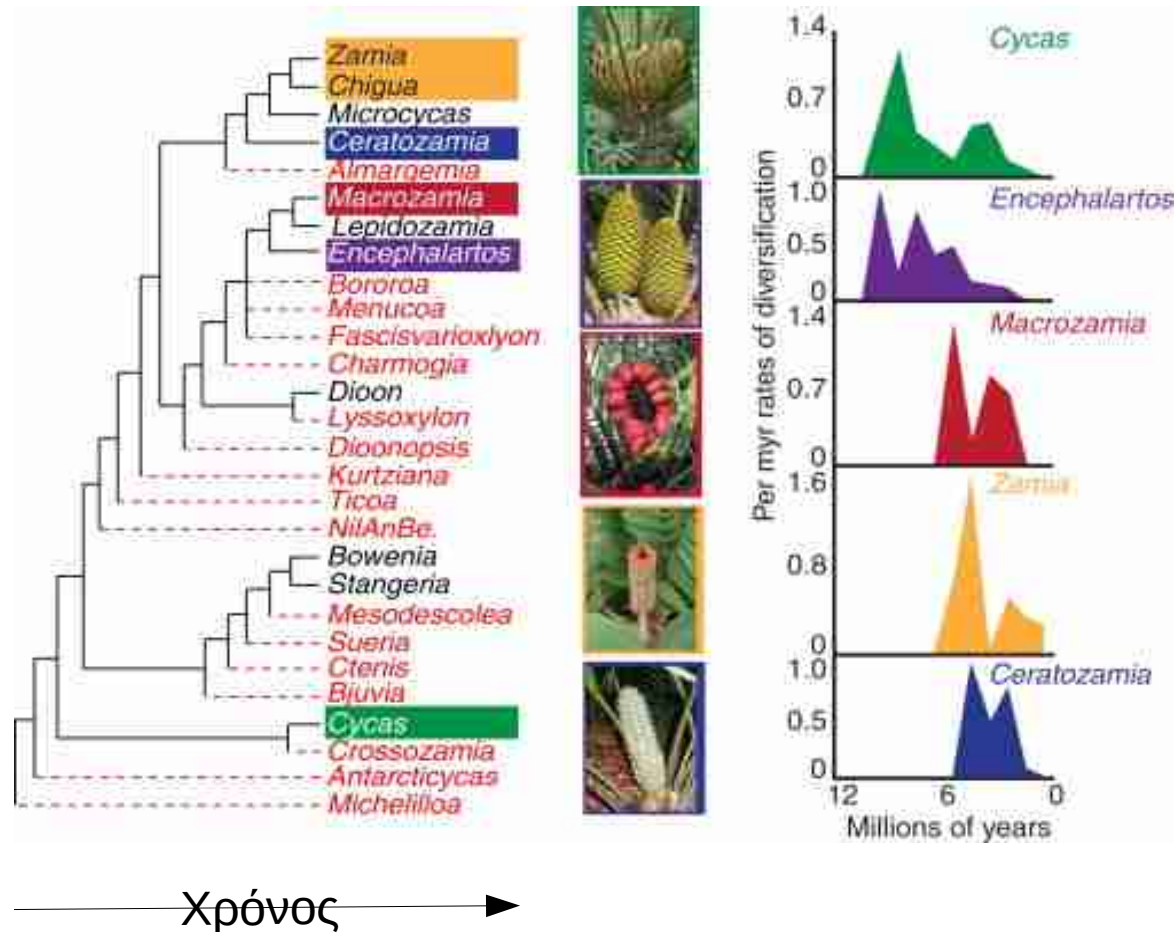 Zamia
Chigua
Microcycas
Ceratozamia
Almargemia
Macrozamia
Lepidozamia
Encephalartos
Bororoa
Menucoa
Fascisvarioxlyon
Charmogia
Dioon
Lyssoxylon
Dioonopsis
Kurtziana
Ticoa
NilAnBe.
Bowenia
Stangeria
Mesodescolea
Sueria
Ctenis
Bjuvia
Cycas
Crossozamia
Antarcticycas
Michelilloa
Χρόνος
Per myr rates of diversification
1.4
Cycas
0.7
0
1.0
Encephalartos
0.5
0
1.4
Macrozamia
0.7
0
1.6
Zamia
0.8
0
1.0
Ceratozamia
0.5
0
12 6 0
Millions of years